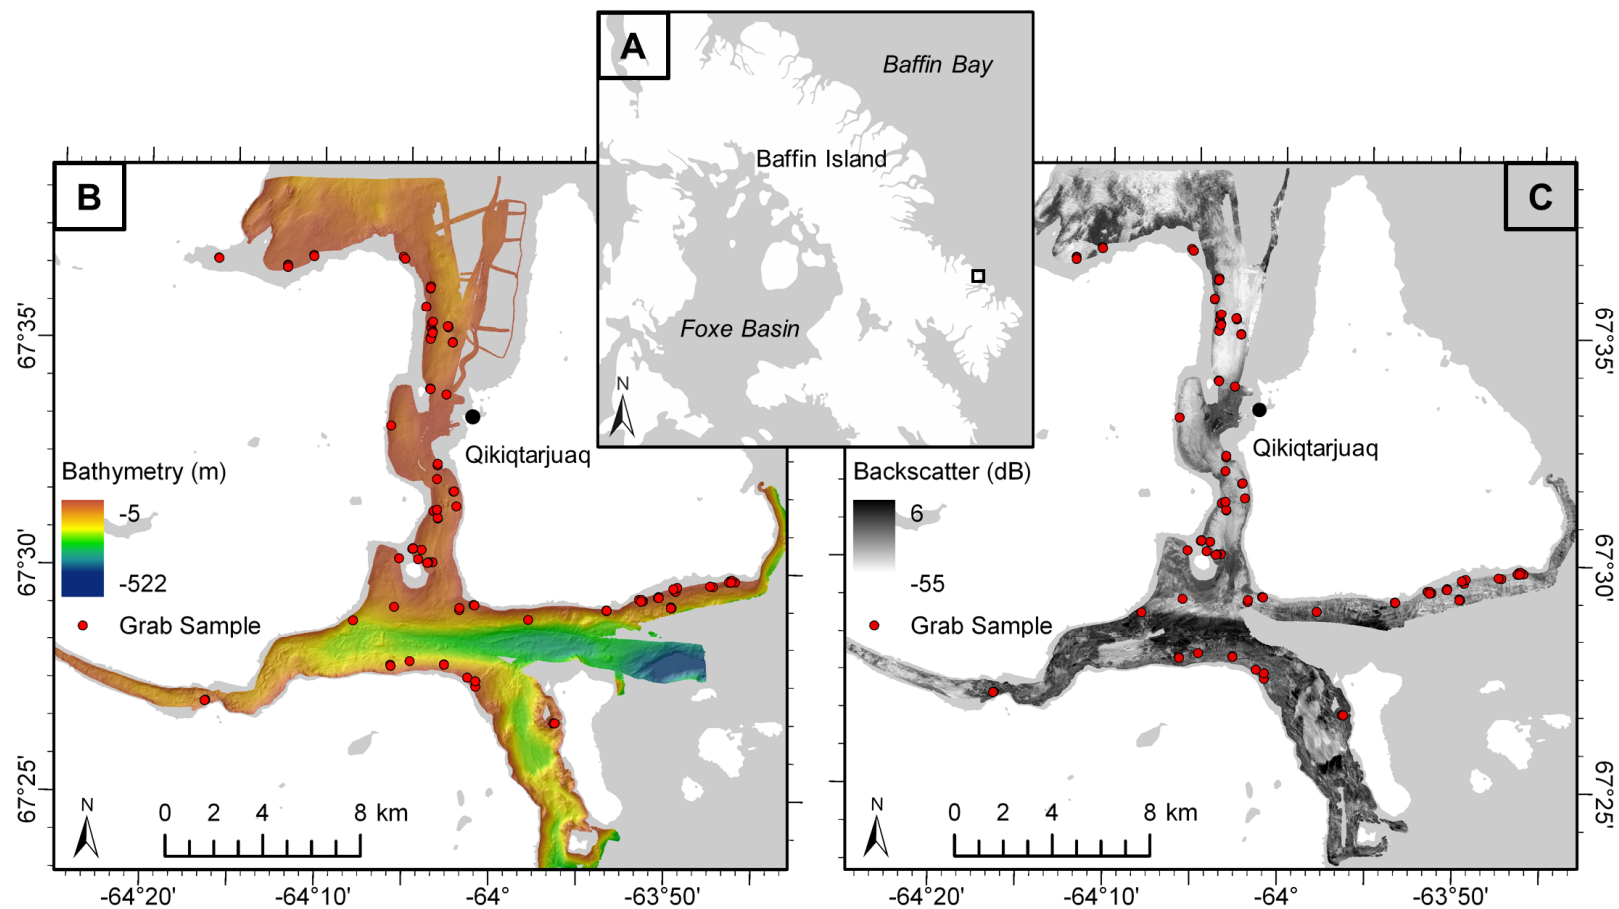 A
Baffin Bay
Baffin Island
Foxe Basin
N
B
67°35'
67°30'
67°25'
Qikiqtarjuaq
Bathymetry (m)
-5
-522
Grab Sample
N
0 2 4 8 km
-64°20' -64°10' -64° -63°50'
C
Qikiqtarjuaq
Backscatter (dB)
6
-55
Grab Sample
N
0 2 4 8 km
67°35'
67°30'
67°25'
-64°20' -64°10' -64° -63°50'